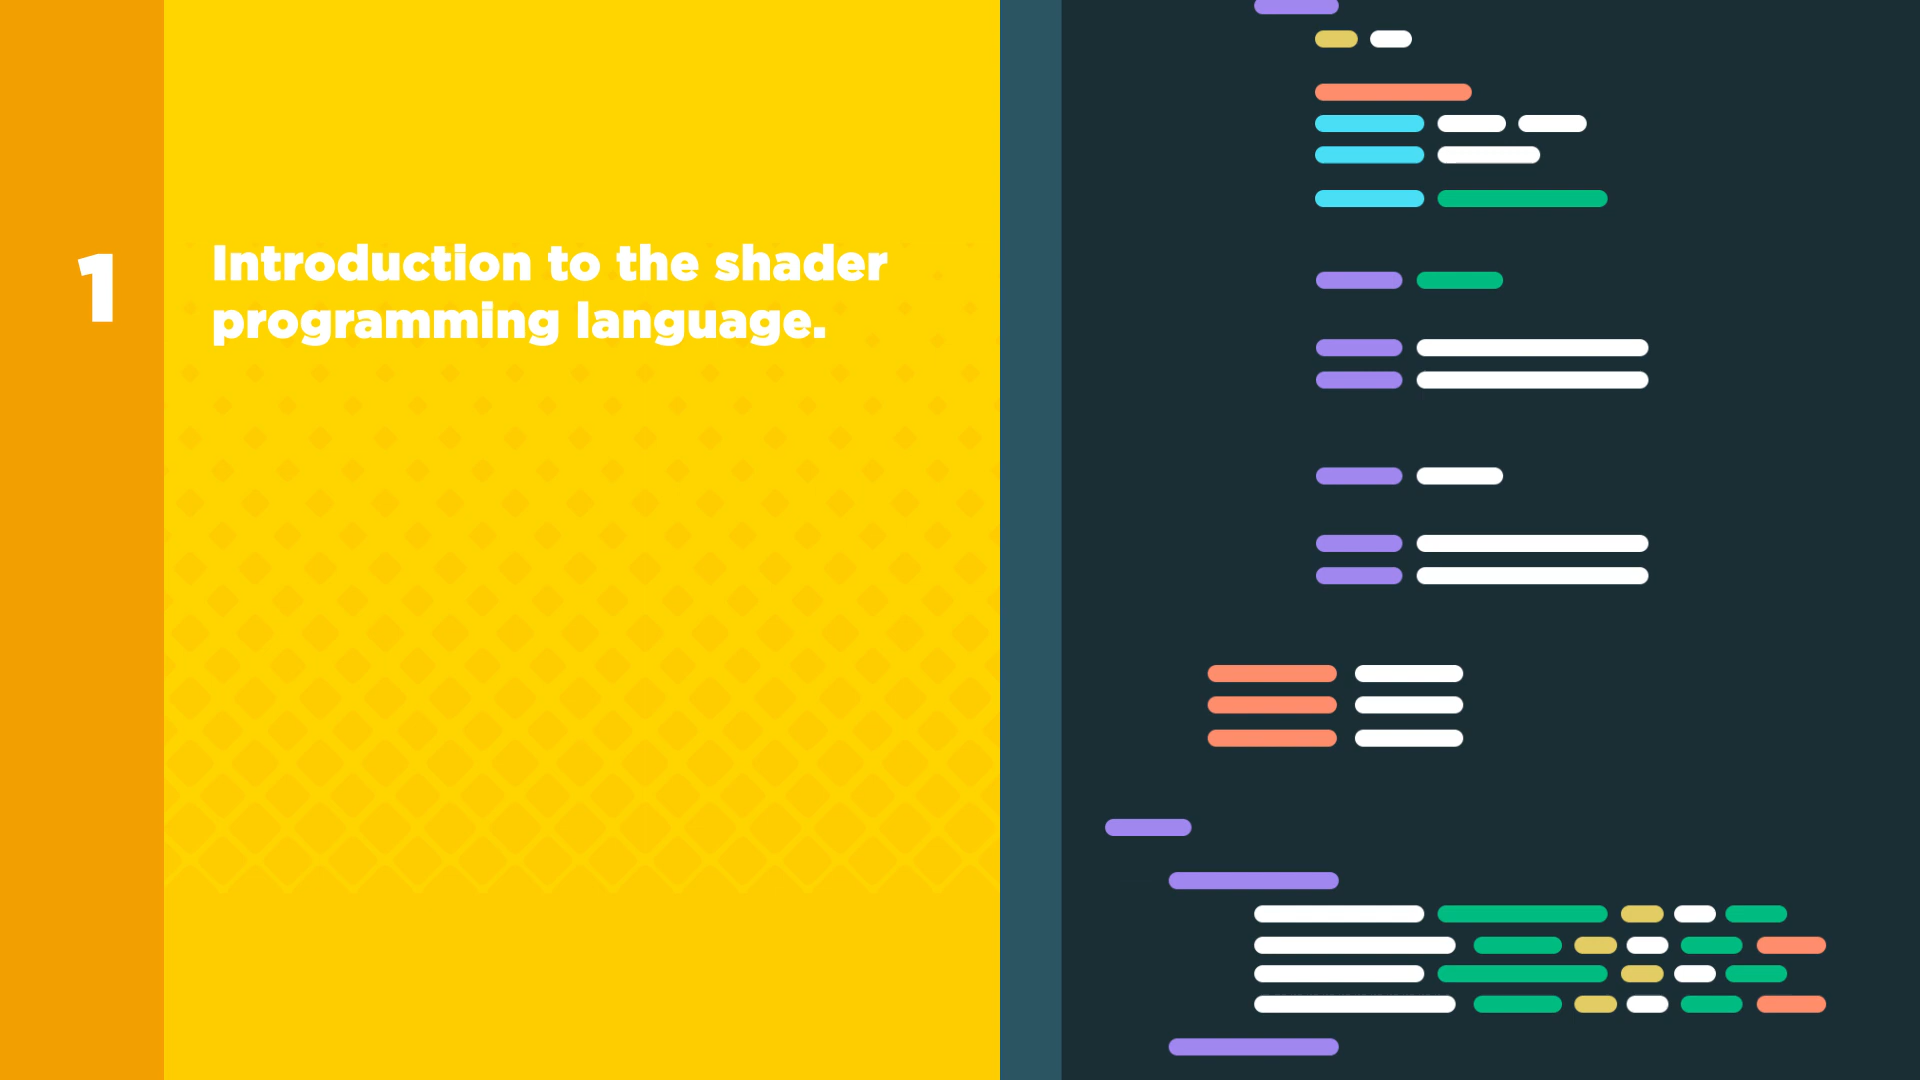 1
Introduction to the shader
programming language.